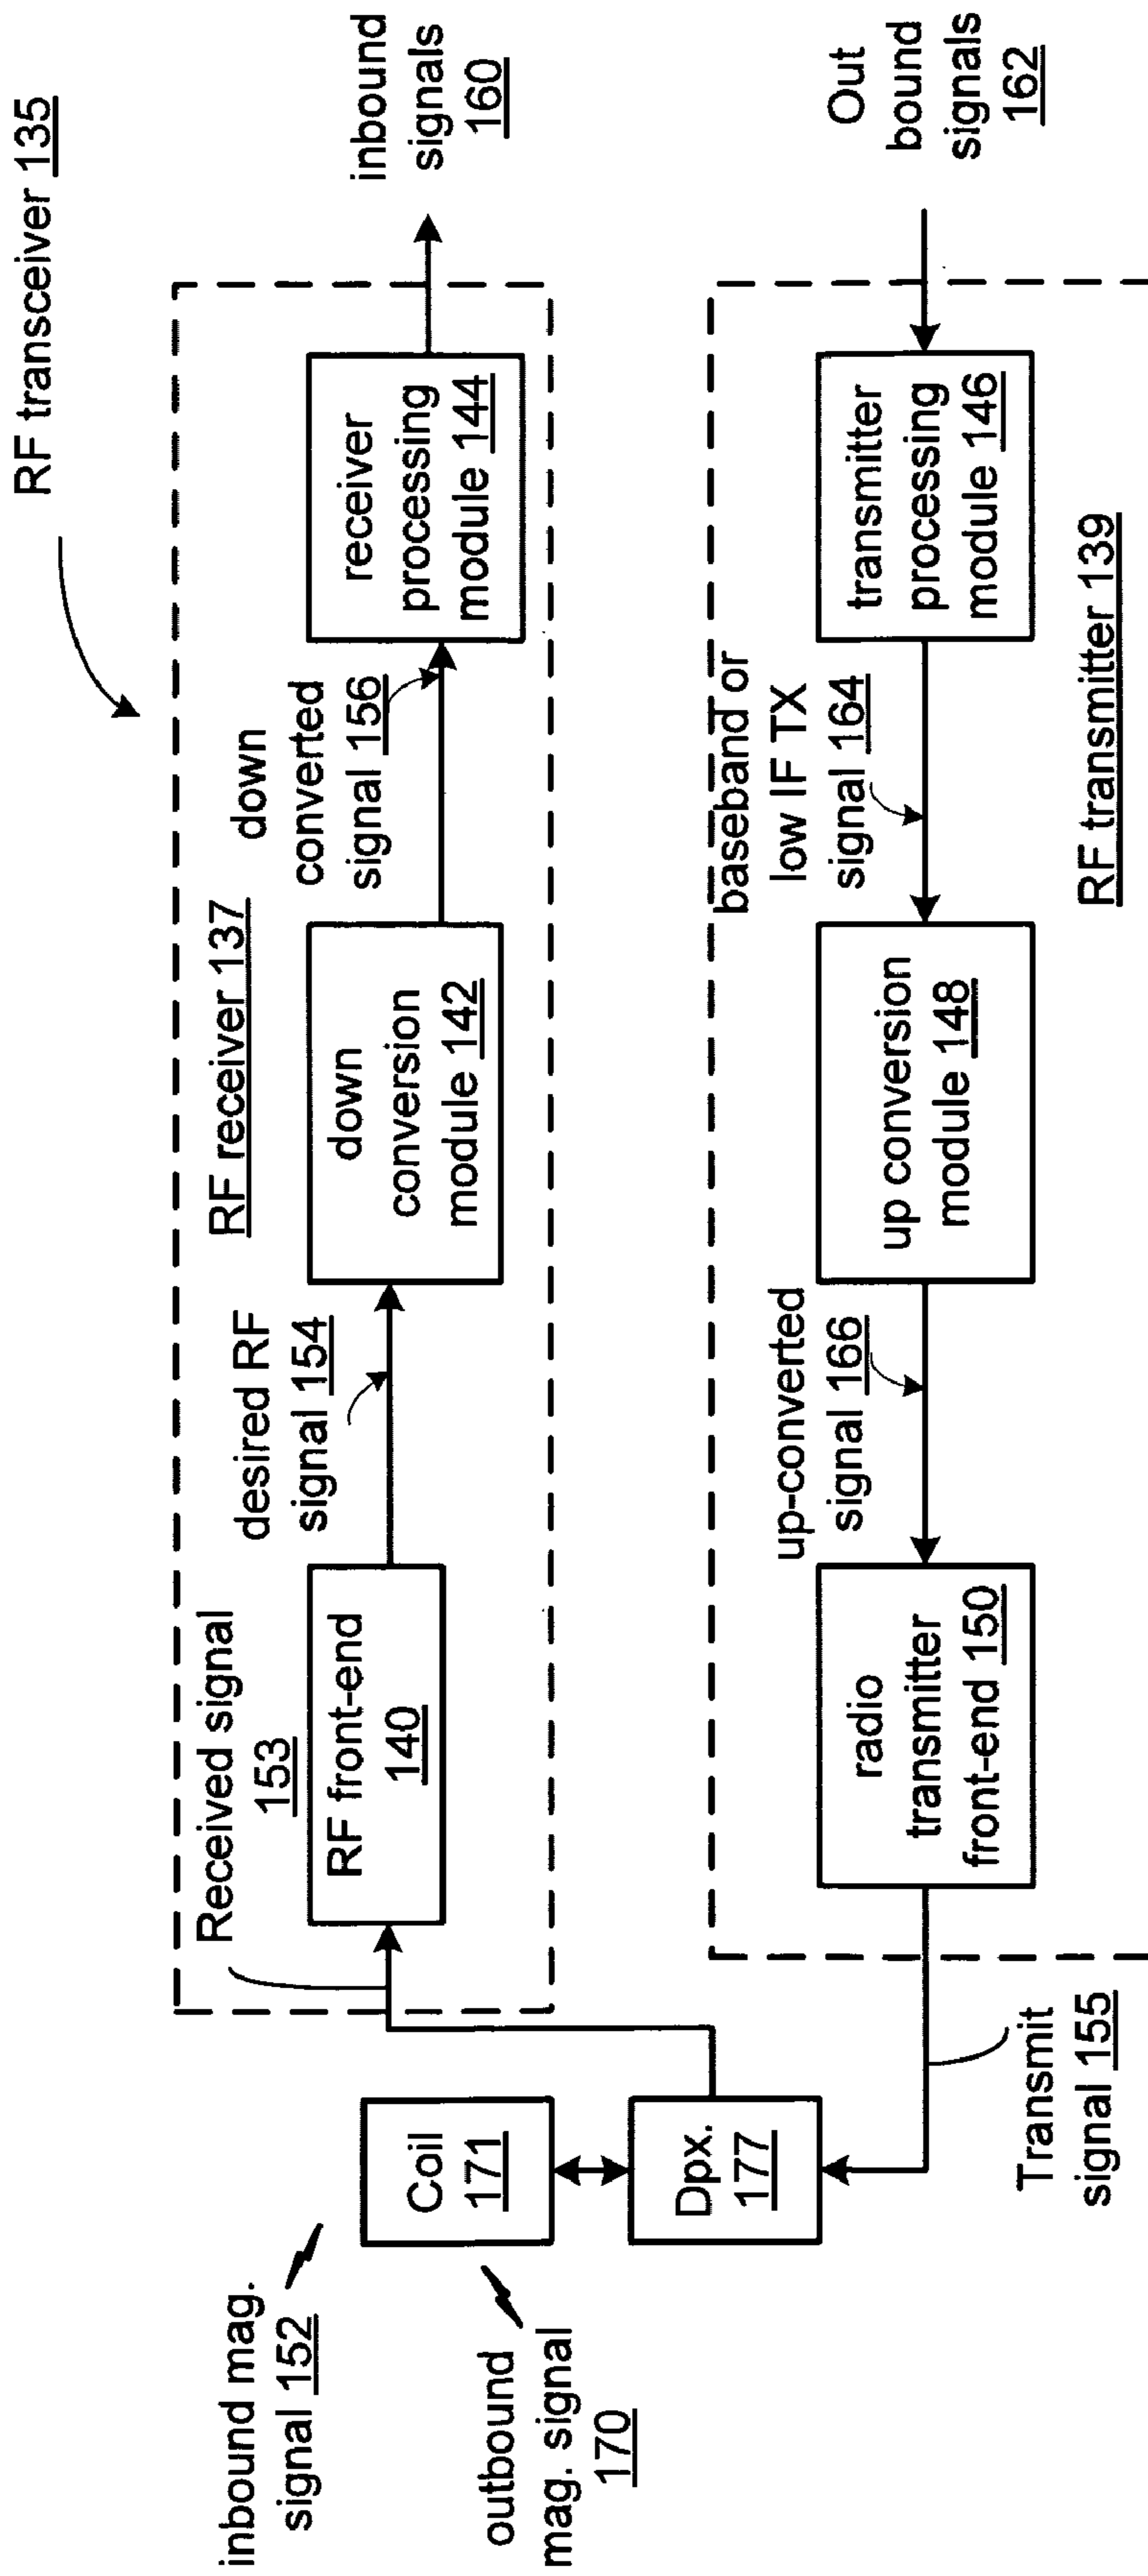 RF transceiver 135
inbound mag.
signal 152
outbound
mag. signal
170
Coil
171
Dpx.
177
Received signal
153
RF front-end
140
desired RF
signal 154
RF receiver 137
down
conversion
module 142
down
converted
signal 156
receiver
processing
module 144
inbound
signals
160
Transmit
signal 155
radio
transmitter
front-end 150
up-converted
signal 166
up conversion
module 148
baseband or
low IF TX
signal 164
transmitter
processing
module 146
Out
bound
signals
162
RF transmitter 139